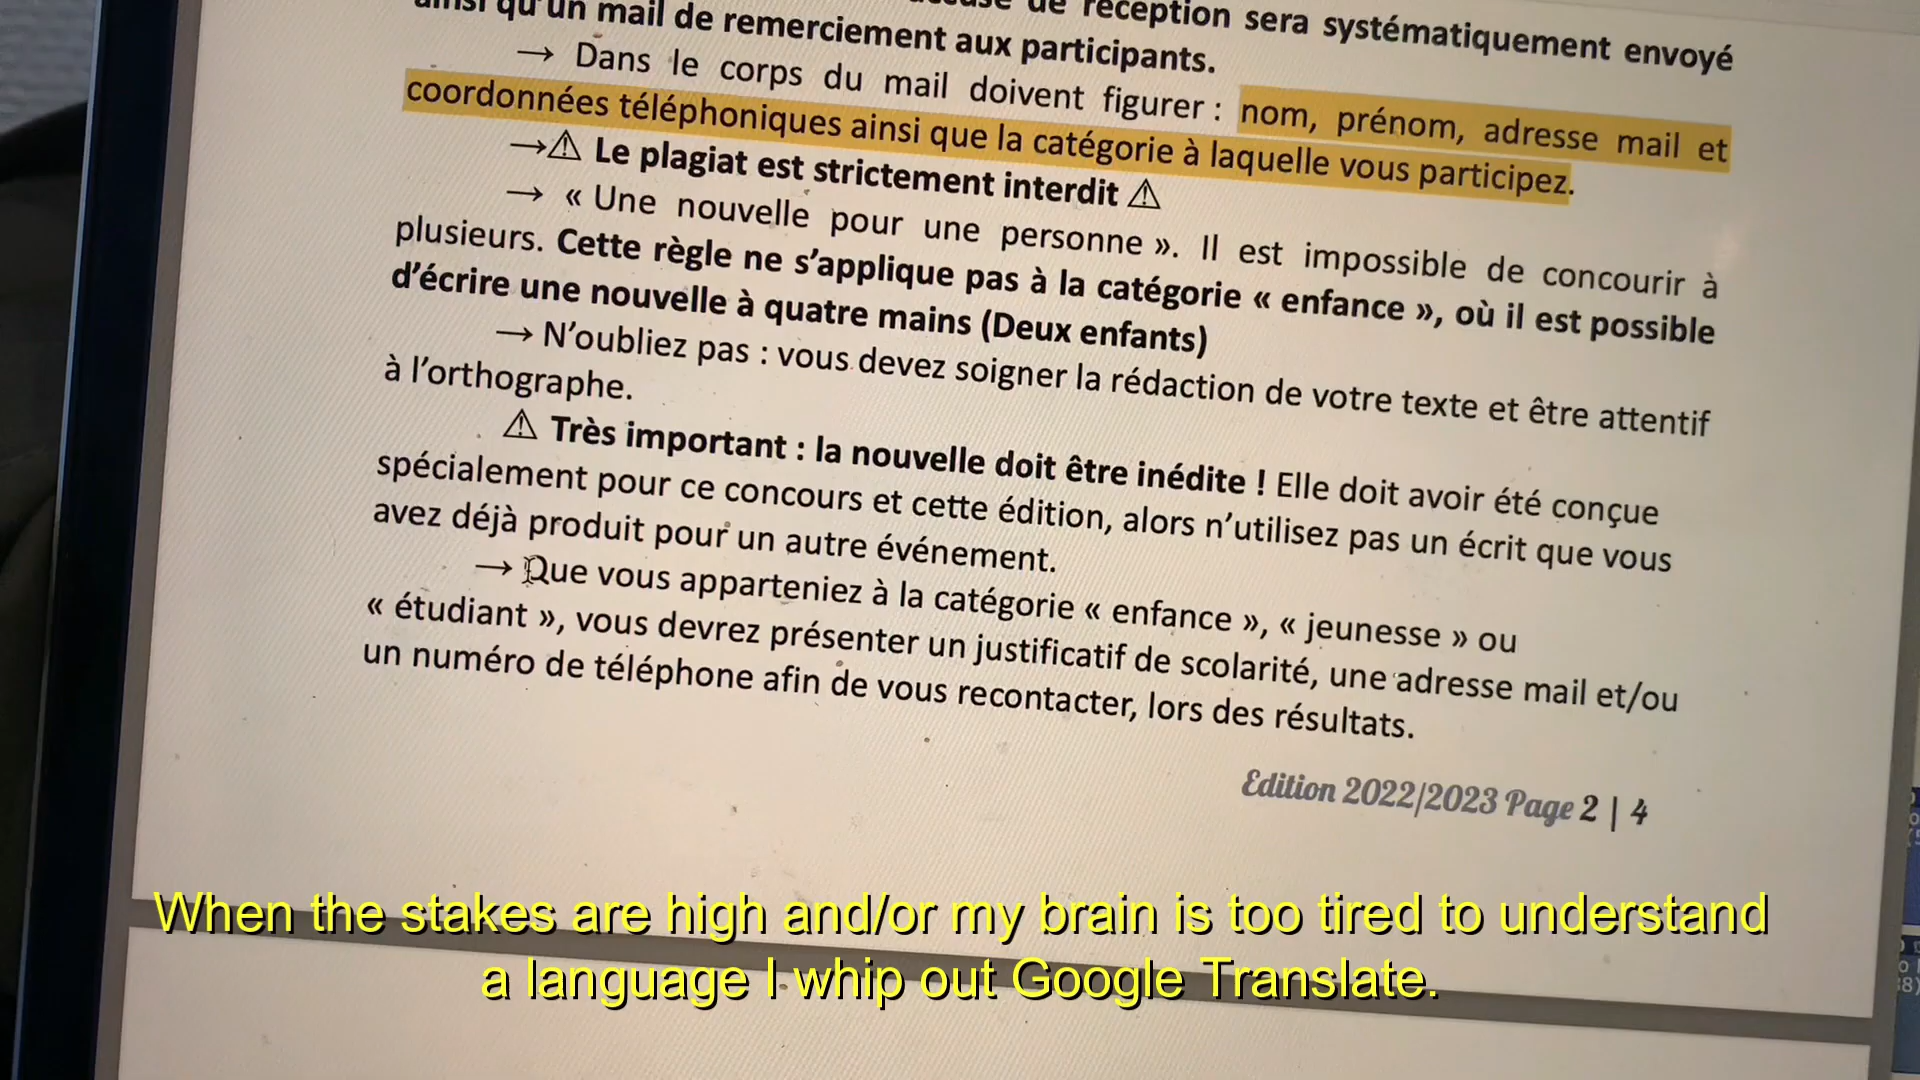 de réception sera systématiquement envoyé
ainsi qu'un mail de remerciement aux participants.
→ Dans le corps du mail doivent figurer : nom, prénom, adresse mail et
coordonnées téléphoniques ainsi que la catégorie à laquelle vous participez.
→⚠ Le plagiat est strictement interdit ⚠
→ « Une nouvelle pour une personne ». Il est impossible de concourir à
plusieurs. Cette règle ne s'applique pas à la catégorie « enfance », où il est possible
d'écrire une nouvelle à quatre mains (Deux enfants)
→ N'oubliez pas : vous devez soigner la rédaction de votre texte et être attentif
à l'orthographe.
⚠ Très important : la nouvelle doit être inédite ! Elle doit avoir été conçue
spécialement pour ce concours et cette édition, alors n'utilisez pas un écrit que vous
avez déjà produit pour un autre événement.
→ Que vous apparteniez à la catégorie « enfance », « jeunesse » ou
« étudiant », vous devrez présenter un justificatif de scolarité, une adresse mail et/ou
un numéro de téléphone afin de vous recontacter, lors des résultats.
Edition 2022/2023 Page 2 | 4
When the stakes are high and/or my brain is too tired to understand
a language I whip out Google Translate.